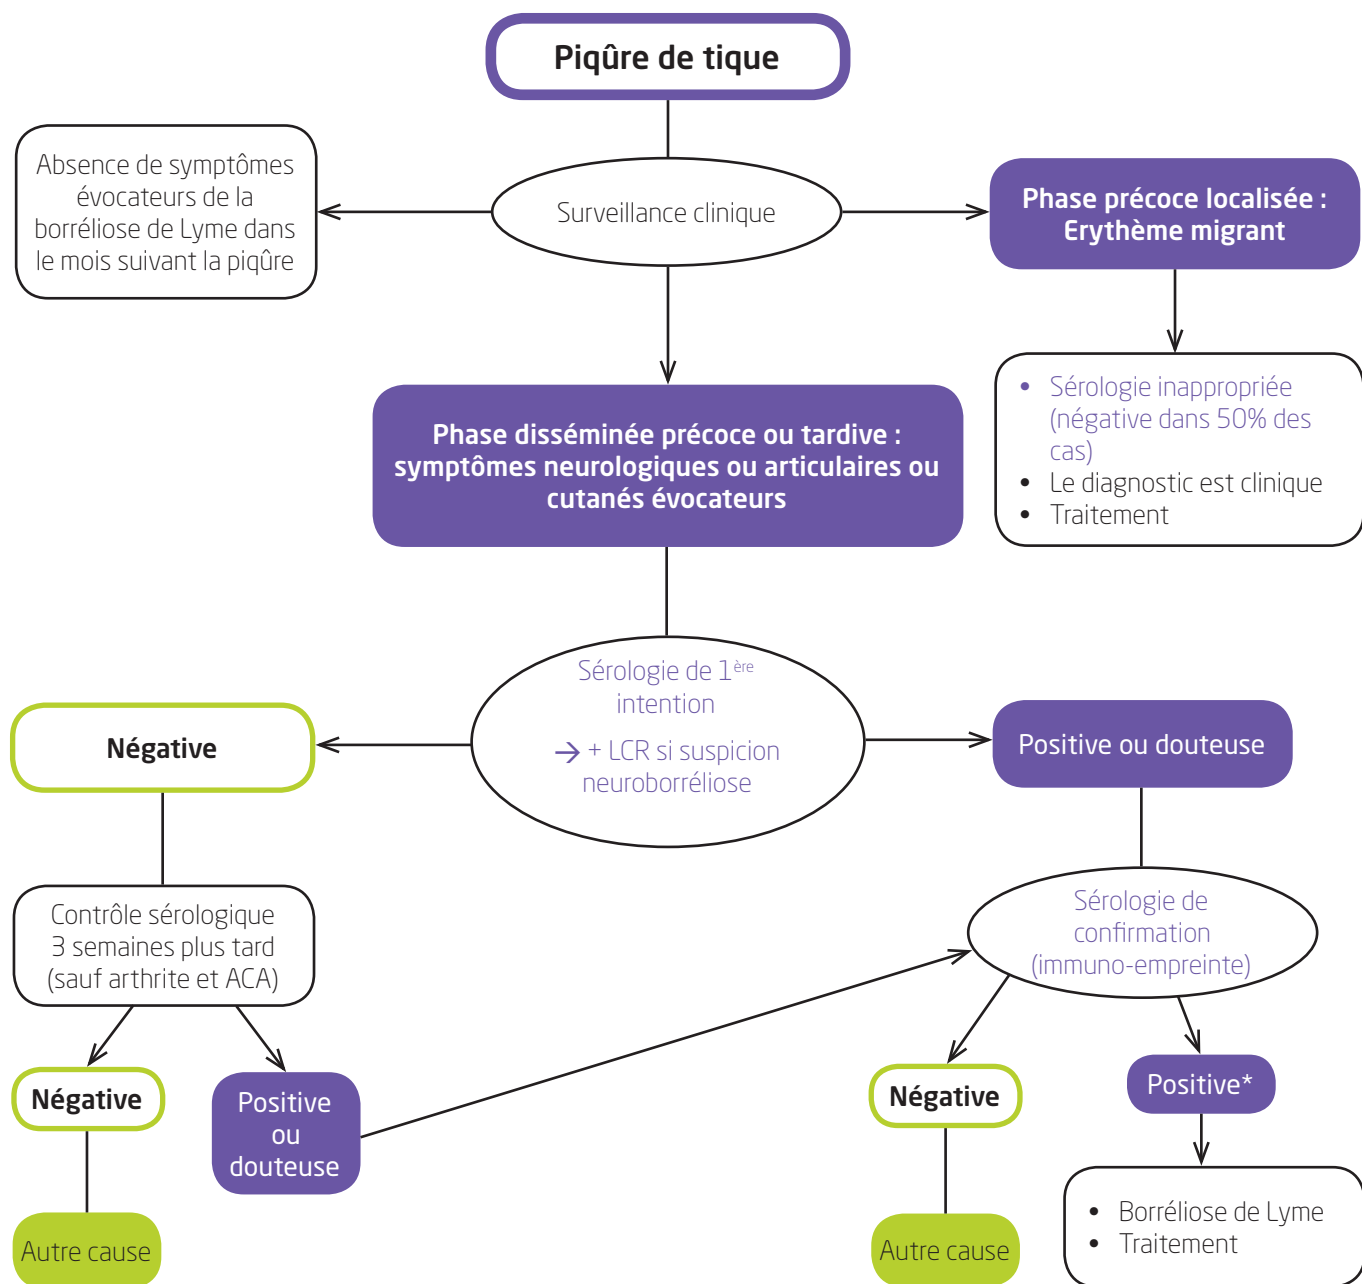 Piqûre de tique
Absence de symptômes
évocateurs de la
borréliose de Lyme dans
le mois suivant la piqûre
Surveillance clinique
Phase précoce localisée :
Erythème migrant
• Sérologie inappropriée
(négative dans 50% des
cas)
• Le diagnostic est clinique
• Traitement
Phase disséminée précoce ou tardive :
symptômes neurologiques ou articulaires ou
cutanés évocateurs
Sérologie de 1ère
intention
→ + LCR si suspicion
neuroborréliose
Négative
Positive ou douteuse
Contrôle sérologique
3 semaines plus tard
(sauf arthrite et ACA)
Sérologie de
confirmation
(immuno-empreinte)
Négative
Positive
ou
douteuse
Négative
Positive*
Autre cause
Autre cause
• Borréliose de Lyme
• Traitement